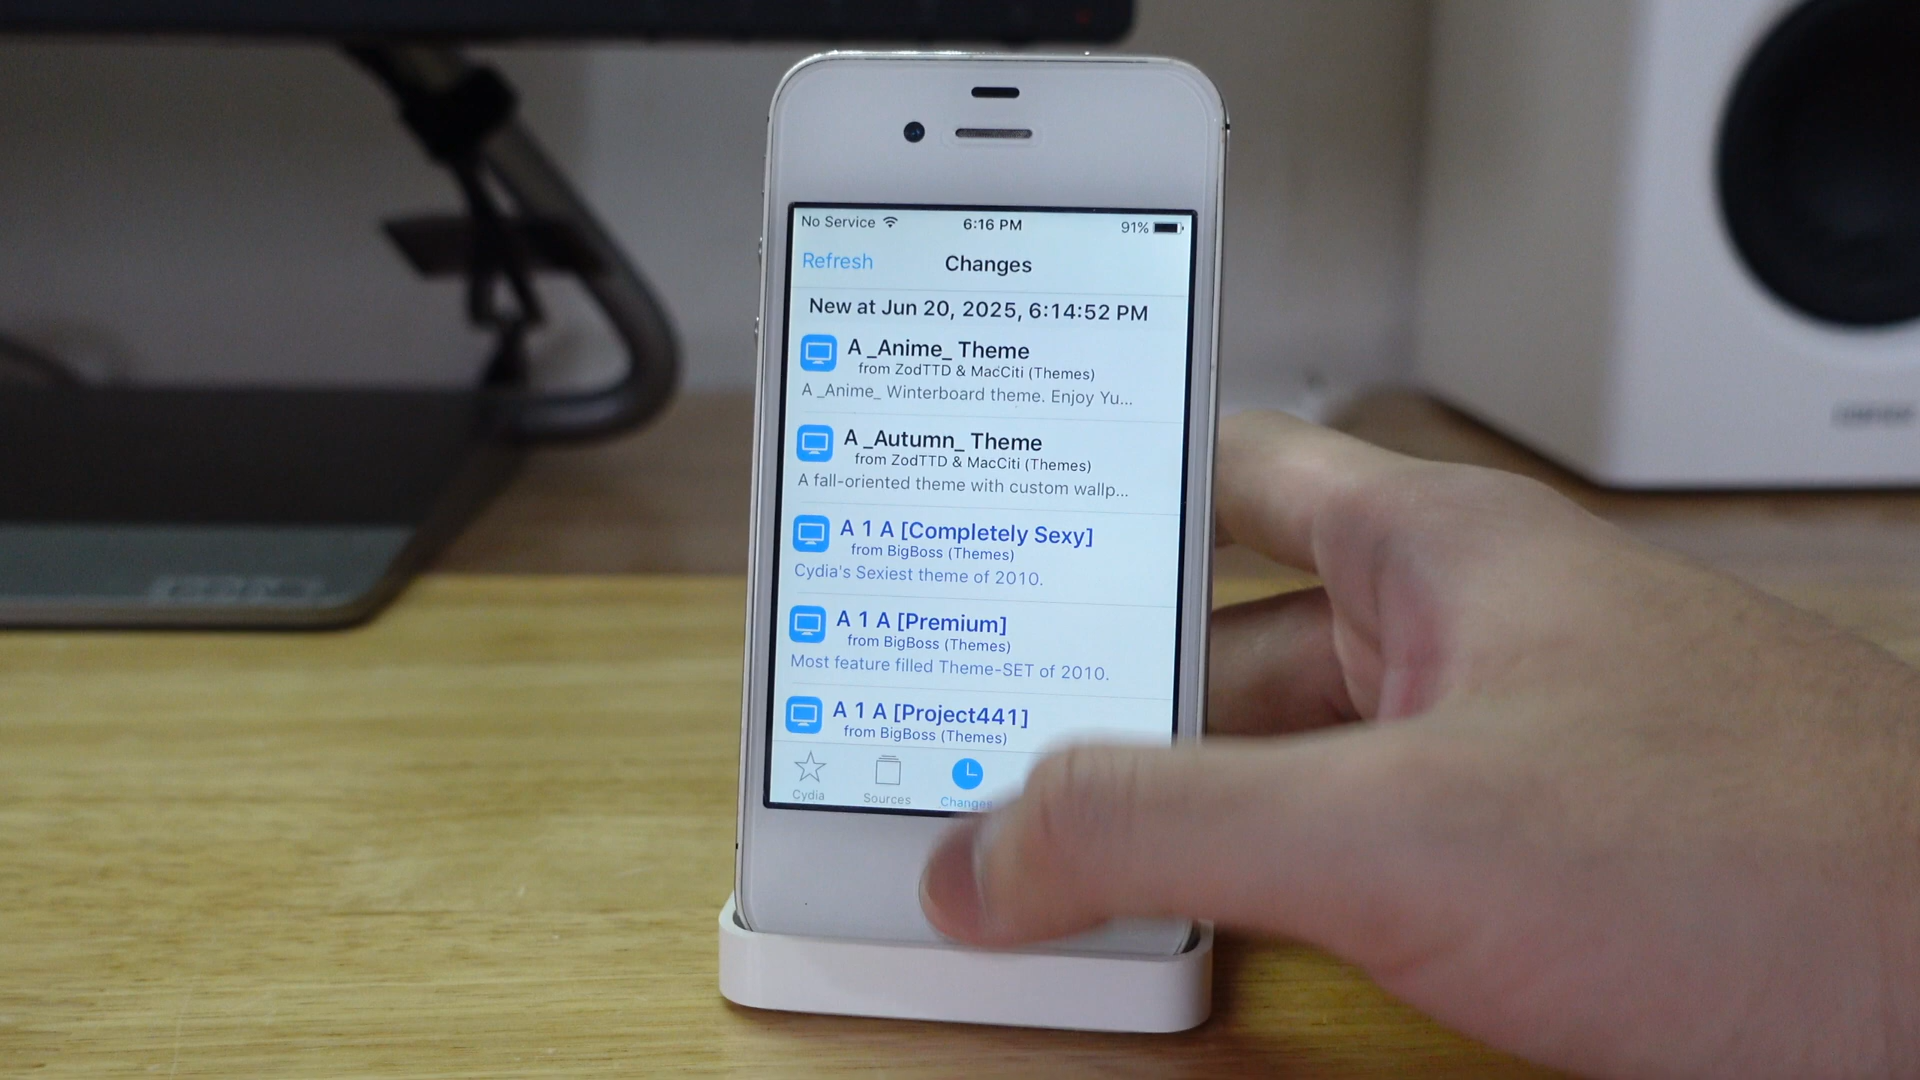 No Service 6:16 PM 91%
Refresh Changes
New at Jun 20, 2025, 6:14:52 PM
A _Anime_ Theme
from ZodTTD & MacCiti (Themes)
A _Anime_ Winterboard theme. Enjoy Yu...
A _Autumn_ Theme
from ZodTTD & MacCiti (Themes)
A fall-oriented theme with custom wallp...
A 1 A [Completely Sexy]
from BigBoss (Themes)
Cydia's Sexiest theme of 2010.
A 1 A [Premium]
from BigBoss (Themes)
Most feature filled Theme-SET of 2010.
A 1 A [Project441]
from BigBoss (Themes)
Cydia Sources Changes